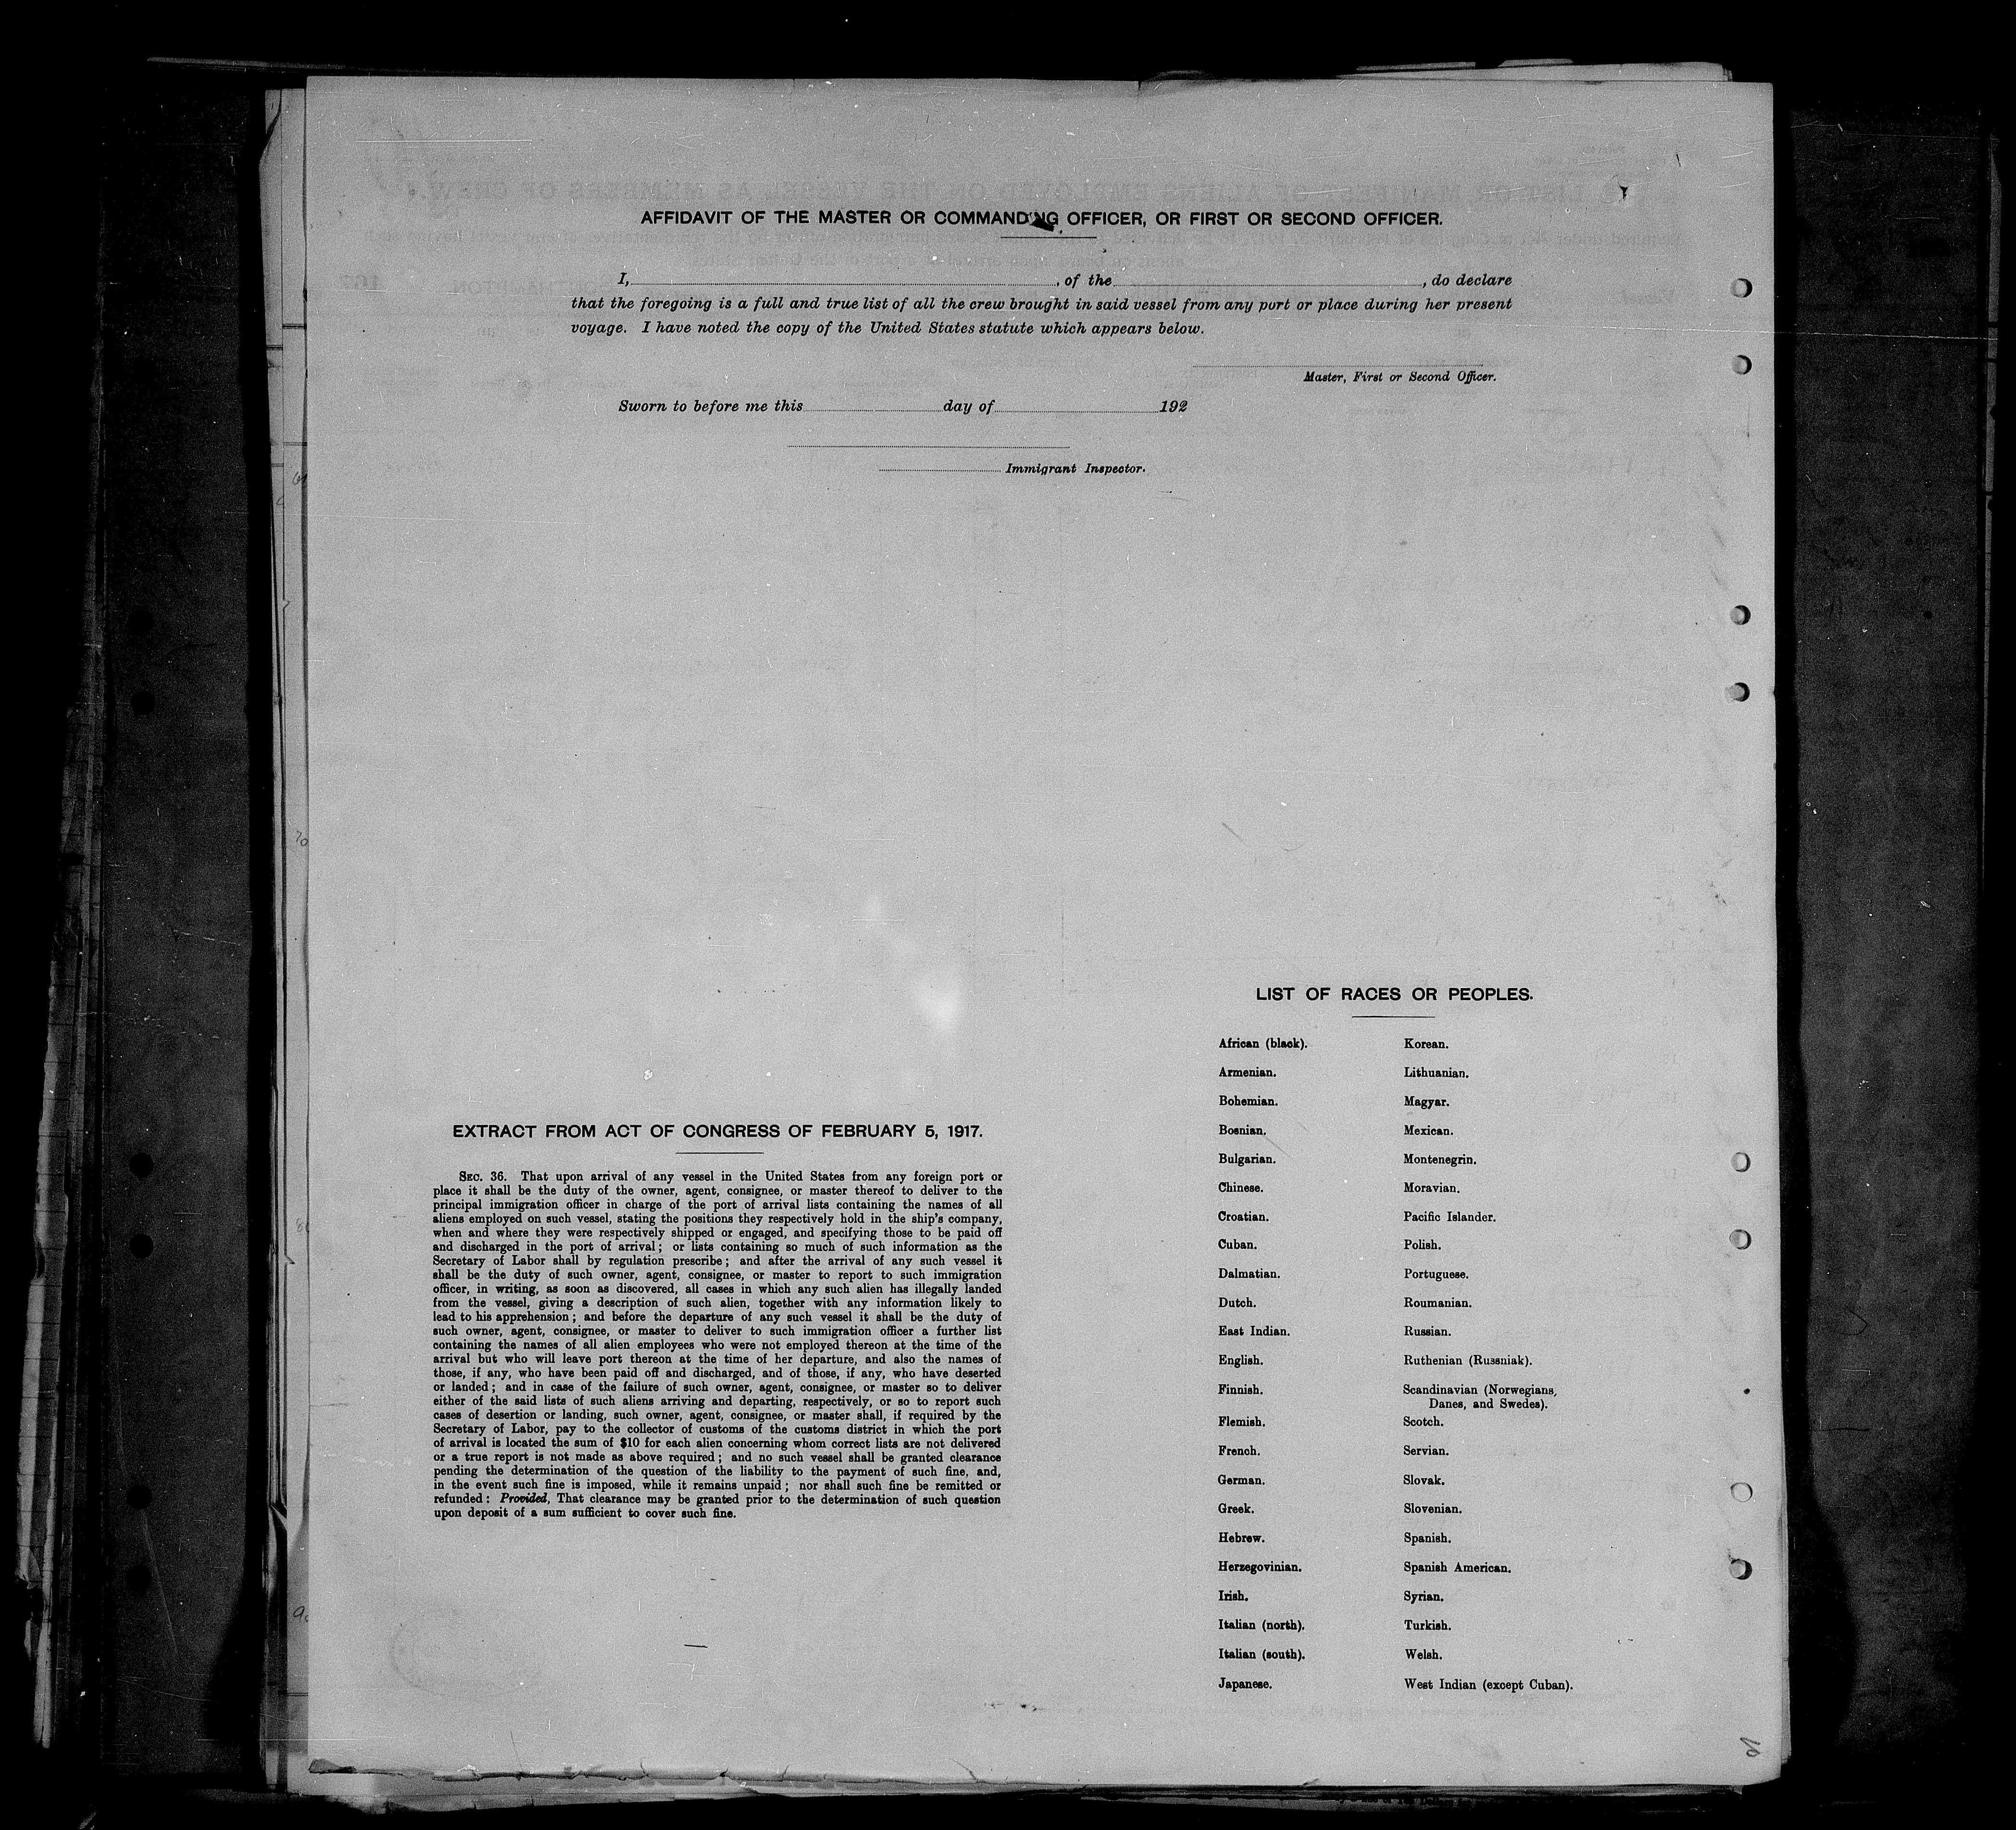 AFFIDAVIT OF THE MASTER OR COMMANDING OFFICER, OR FIRST OR SECOND OFFICER.
I, , of the , do declare
that the foregoing is a full and true list of all the crew brought in said vessel from any port or place during her present
voyage. I have noted the copy of the United States statute which appears below.
Master, First or Second Officer.
Sworn to before me this day of 192
Immigrant Inspector.
EXTRACT FROM ACT OF CONGRESS OF FEBRUARY 5, 1917.
SEC. 36. That upon arrival of any vessel in the United States from any foreign port or
place it shall be the duty of the owner, agent, consignee, or master thereof to deliver to the
principal immigration officer in charge of the port of arrival lists containing the names of all
aliens employed on such vessel, stating the positions they respectively hold in the ship's company,
when and where they were respectively shipped or engaged, and specifying those to be paid off
and discharged in the port of arrival; or lists containing so much of such information as the
Secretary of Labor shall by regulation prescribe; and after the arrival of any such vessel it
shall be the duty of such owner, agent, consignee, or master to report to such immigration
officer, in writing, as soon as discovered, all cases in which any such alien has illegally landed
from the vessel, giving a description of such alien, together with any information likely to
lead to his apprehension; and before the departure of any such vessel it shall be the duty of
such owner, agent, consignee, or master to deliver to such immigration officer a further list
containing the names of all alien employees who were not employed thereon at the time of the
arrival but who will leave port thereon at the time of her departure, and also the names of
those, if any, who have been paid off and discharged, and of those, if any, who have deserted
or landed; and in case of the failure of such owner, agent, consignee, or master so to deliver
either of the said lists of such aliens arriving and departing, respectively, or so to report such
cases of desertion or landing, such owner, agent, consignee, or master shall, if required by the
Secretary of Labor, pay to the collector of customs of the customs district in which the port
of arrival is located the sum of $10 for each alien concerning whom correct lists are not delivered
or a true report is not made as above required; and no such vessel shall be granted clearance
pending the determination of the question of the liability to the payment of such fine, and,
in the event such fine is imposed, while it remains unpaid; nor shall such fine be remitted or
refunded: Provided, That clearance may be granted prior to the determination of such question
upon deposit of a sum sufficient to cover such fine.
LIST OF RACES OR PEOPLES.
African (black).
Armenian.
Bohemian.
Bosnian.
Bulgarian.
Chinese.
Croatian.
Cuban.
Dalmatian.
Dutch.
East Indian.
English.
Finnish.
Flemish.
French.
German.
Greek.
Hebrew.
Herzegovinian.
Irish.
Italian (north).
Italian (south).
Japanese.
Korean.
Lithuanian.
Magyar.
Mexican.
Montenegrin.
Moravian.
Pacific Islander.
Polish.
Portuguese.
Roumanian.
Russian.
Ruthenian (Russniak).
Scandinavian (Norwegians,
Danes, and Swedes).
Scotch.
Servian.
Slovak.
Slovenian.
Spanish.
Spanish American.
Syrian.
Turkish.
Welsh.
West Indian (except Cuban).